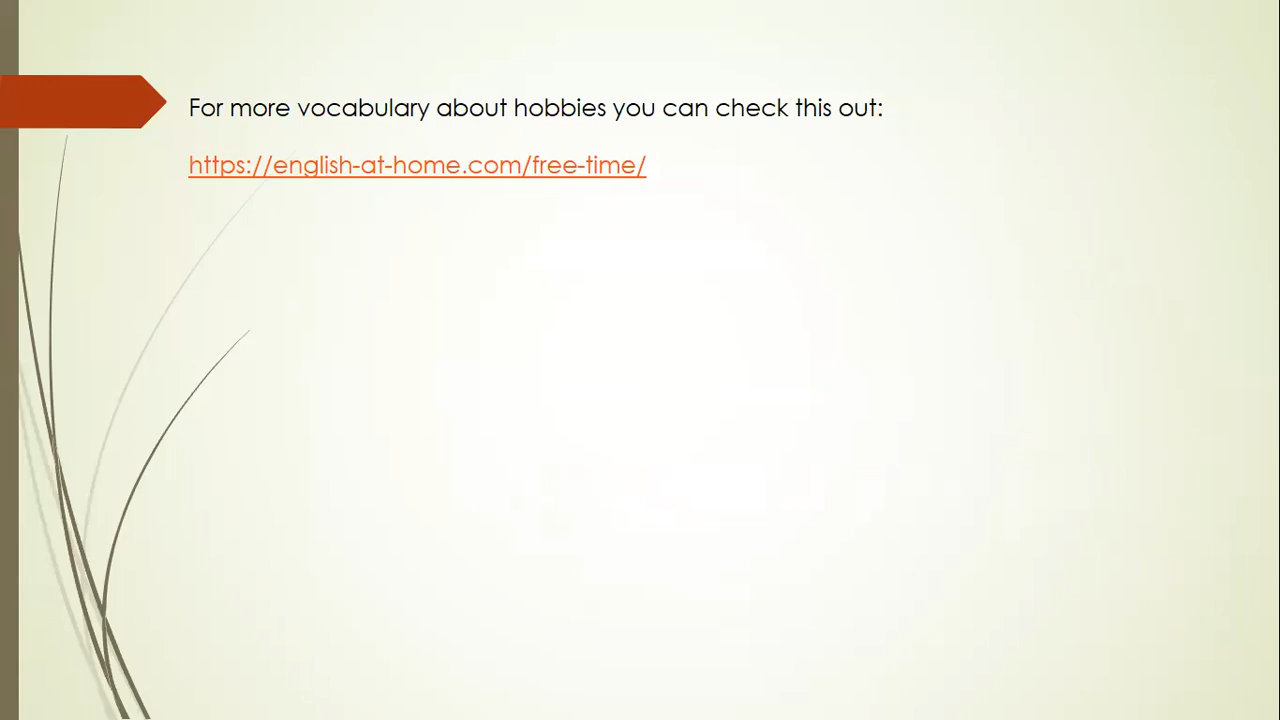 For more vocabulary about hobbies you can check this out:
https://english-at-home.com/free-time/